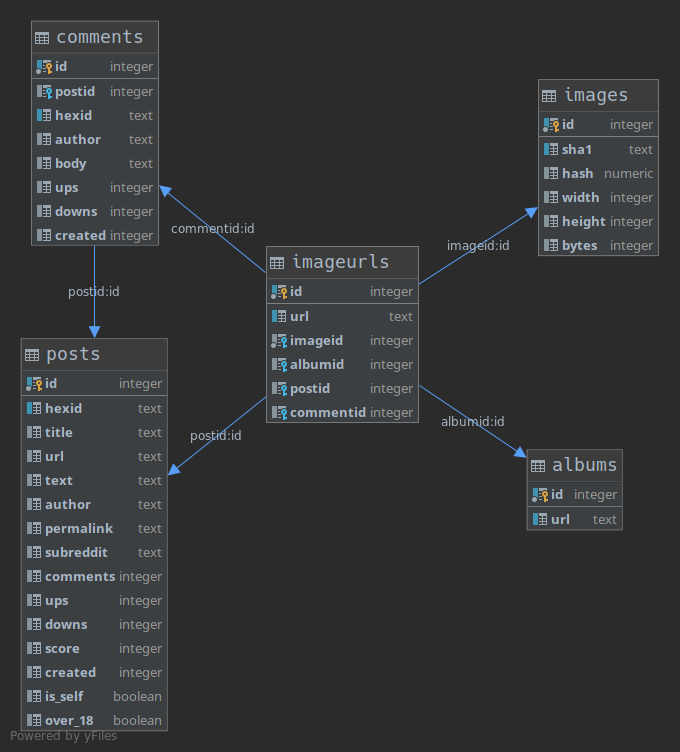 comments
id integer
postid integer
hexid text
author text
body text
ups integer
downs integer
created integer
images
id integer
sha1 text
hash numeric
width integer
height integer
bytes integer
commentid:id
imageid:id
imageurls
id integer
url text
imageid integer
albumid integer
postid integer
commentid integer
postid:id
posts
id integer
hexid text
title text
url text
text text
author text
permalink text
subreddit text
comments integer
ups integer
downs integer
score integer
created integer
is_self boolean
over_18 boolean
postid:id
albumid:id
albums
id integer
url text
Powered by yFiles